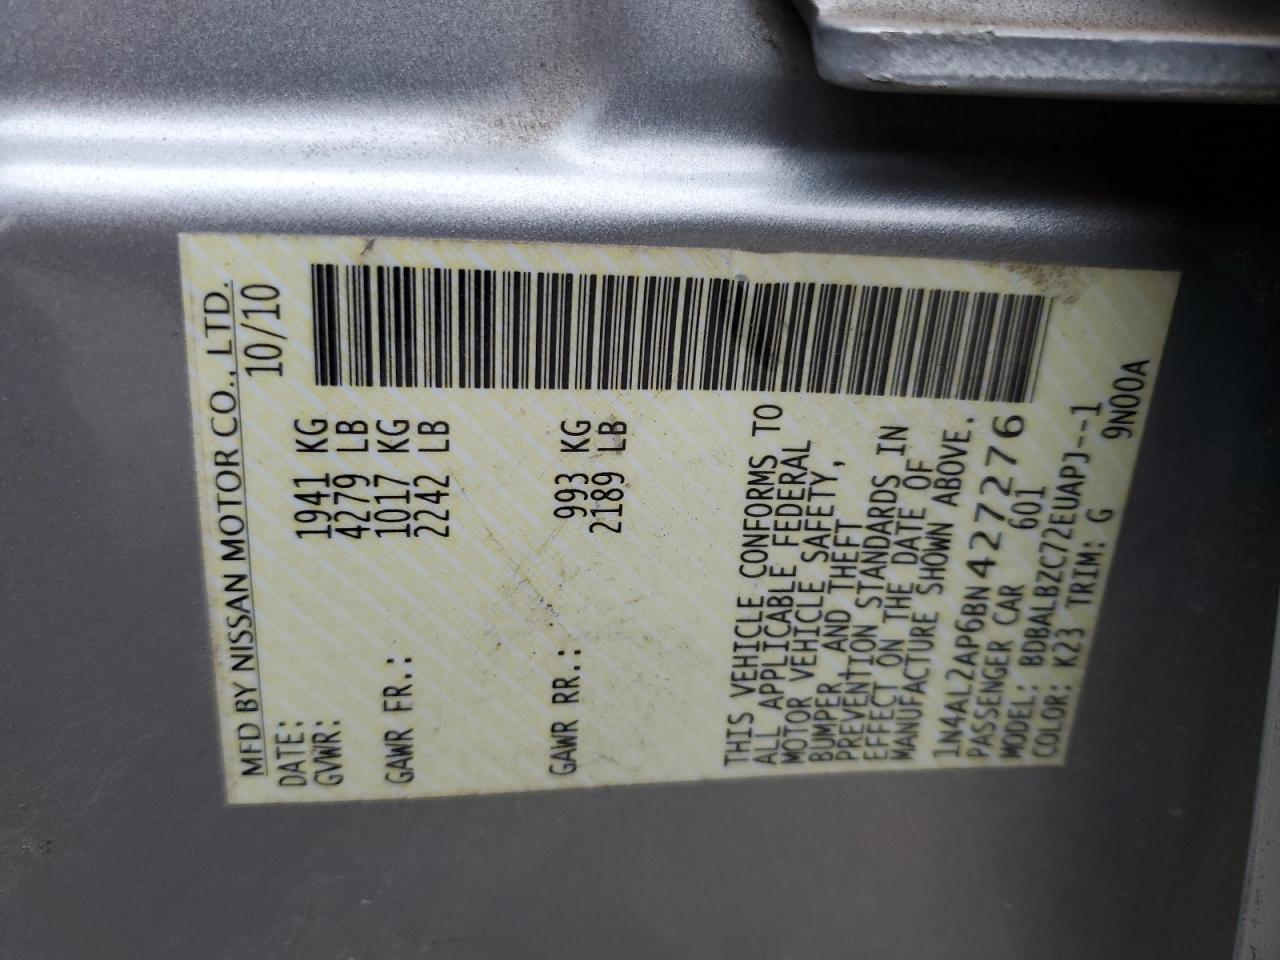 MFD BY NISSAN MOTOR CO., LTD.
DATE: 10/10
GVWR: 1941 KG
4279 LB
GAWR FR.: 1017 KG
2242 LB
GAWR RR.: 993 KG
2189 LB
THIS VEHICLE CONFORMS TO
ALL APPLICABLE FEDERAL
MOTOR VEHICLE SAFETY,
BUMPER, AND THEFT
PREVENTION STANDARDS IN
EFFECT ON THE DATE OF
MANUFACTURE SHOWN ABOVE.
1N4AL2AP6BN427276
PASSENGER CAR 601
MODEL: BDBALBZC72EUAPJ--1
COLOR: K23 TRIM: G 9N00A